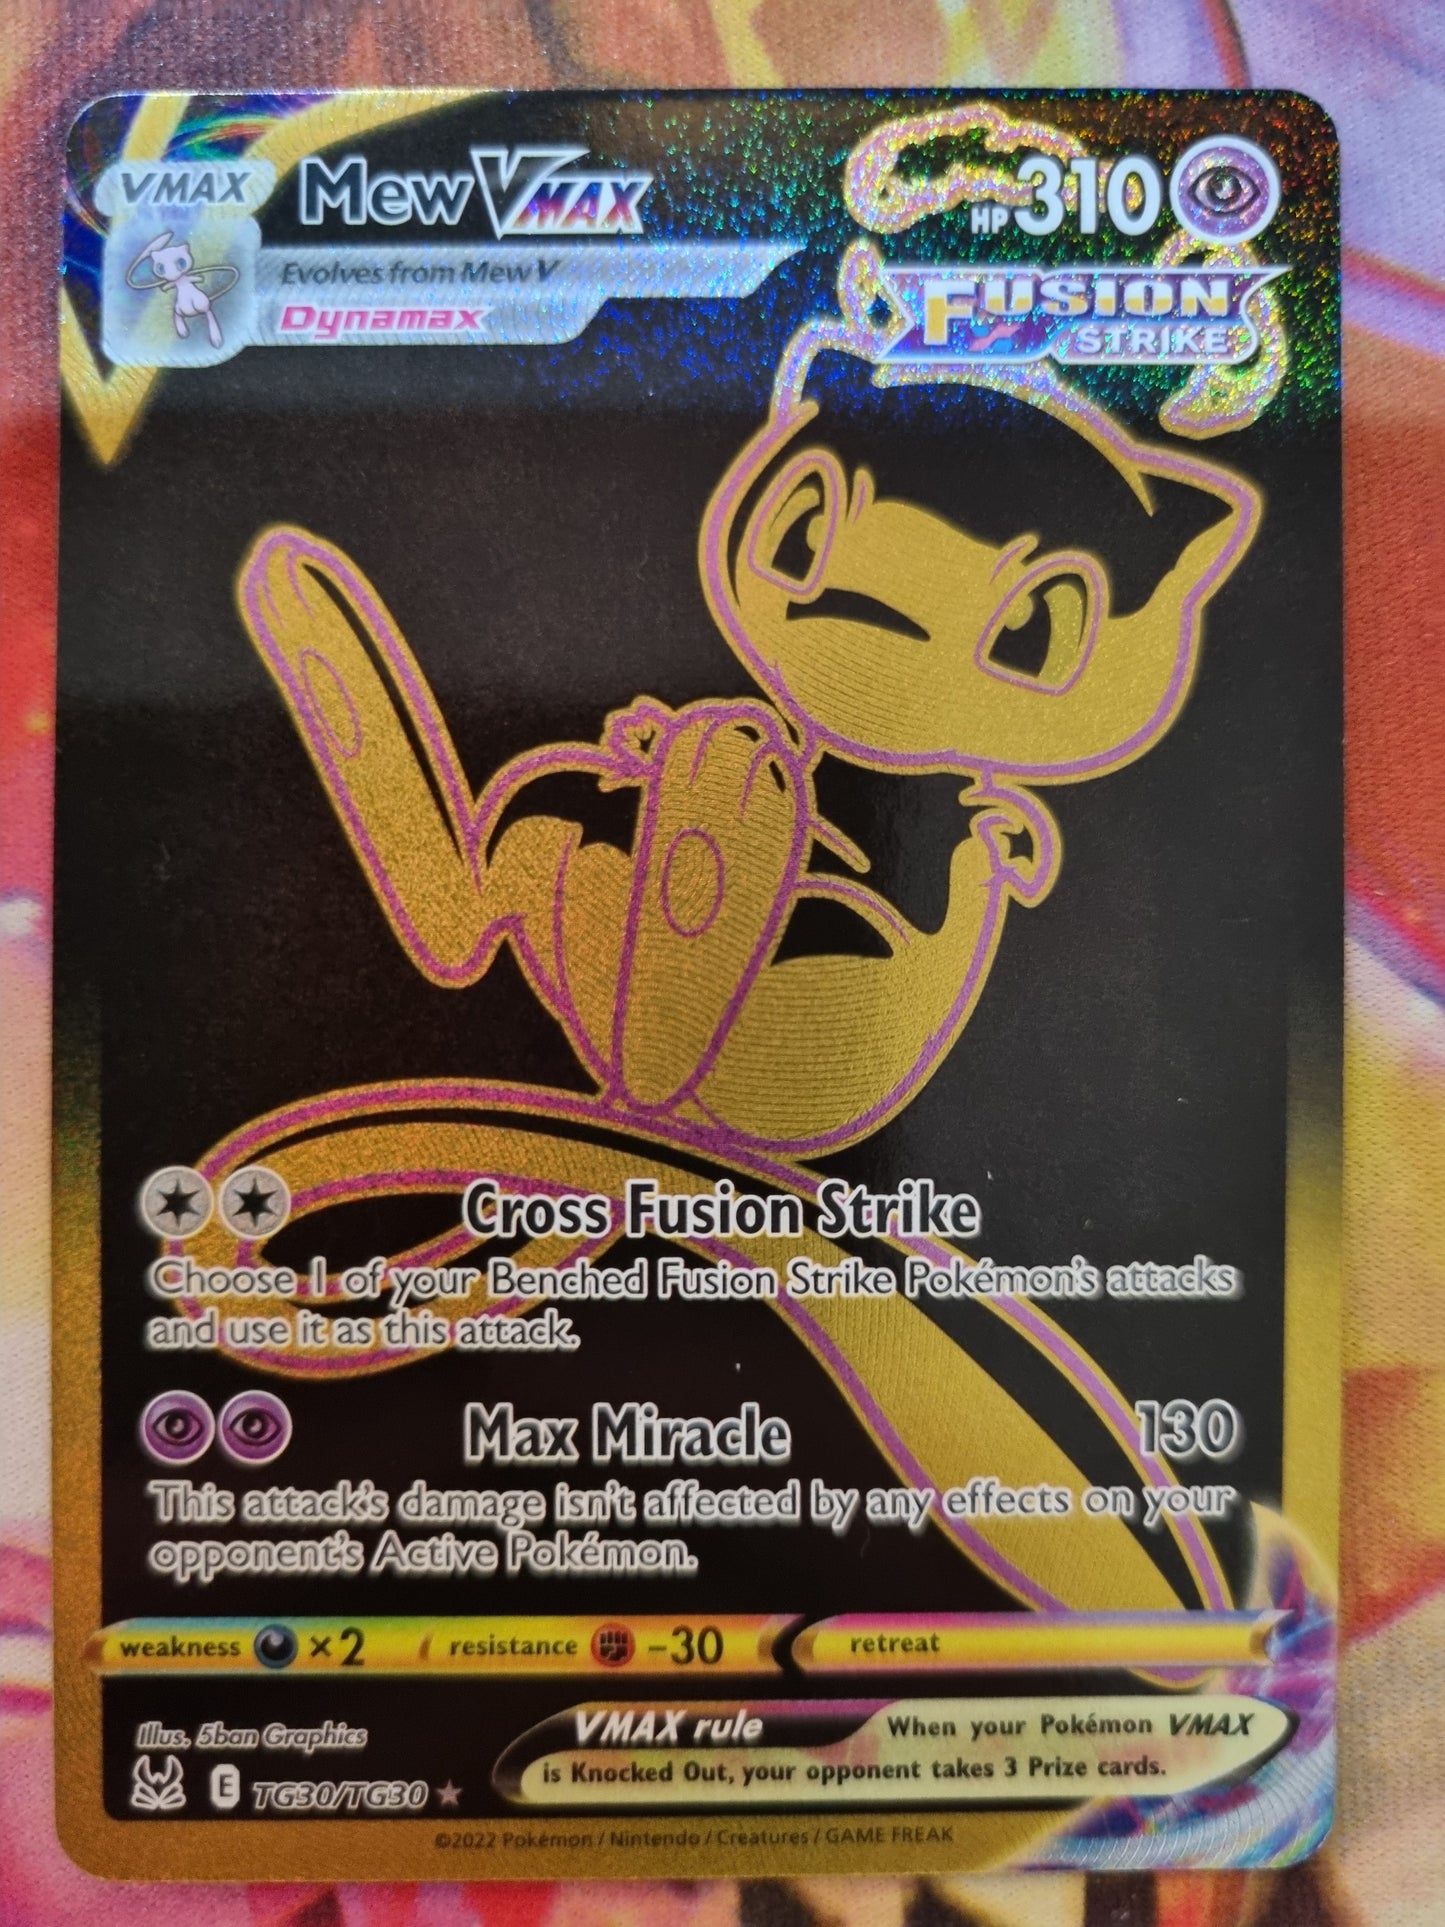 VMAX Mew VMAX HP 310
Evolves from Mew V
Dynamax
FUSION
STRIKE
Cross Fusion Strike
Choose 1 of your Benched Fusion Strike Pokémon's attacks
and use it as this attack.
Max Miracle 130
This attack's damage isn't affected by any effects on your
opponent's Active Pokémon.
weakness ×2 resistance -30 retreat
Illus. 5ban Graphics
VMAX rule When your Pokémon VMAX
is Knocked Out, your opponent takes 3 Prize cards.
E TG30/TG30 ★
©2022 Pokémon / Nintendo / Creatures / GAME FREAK